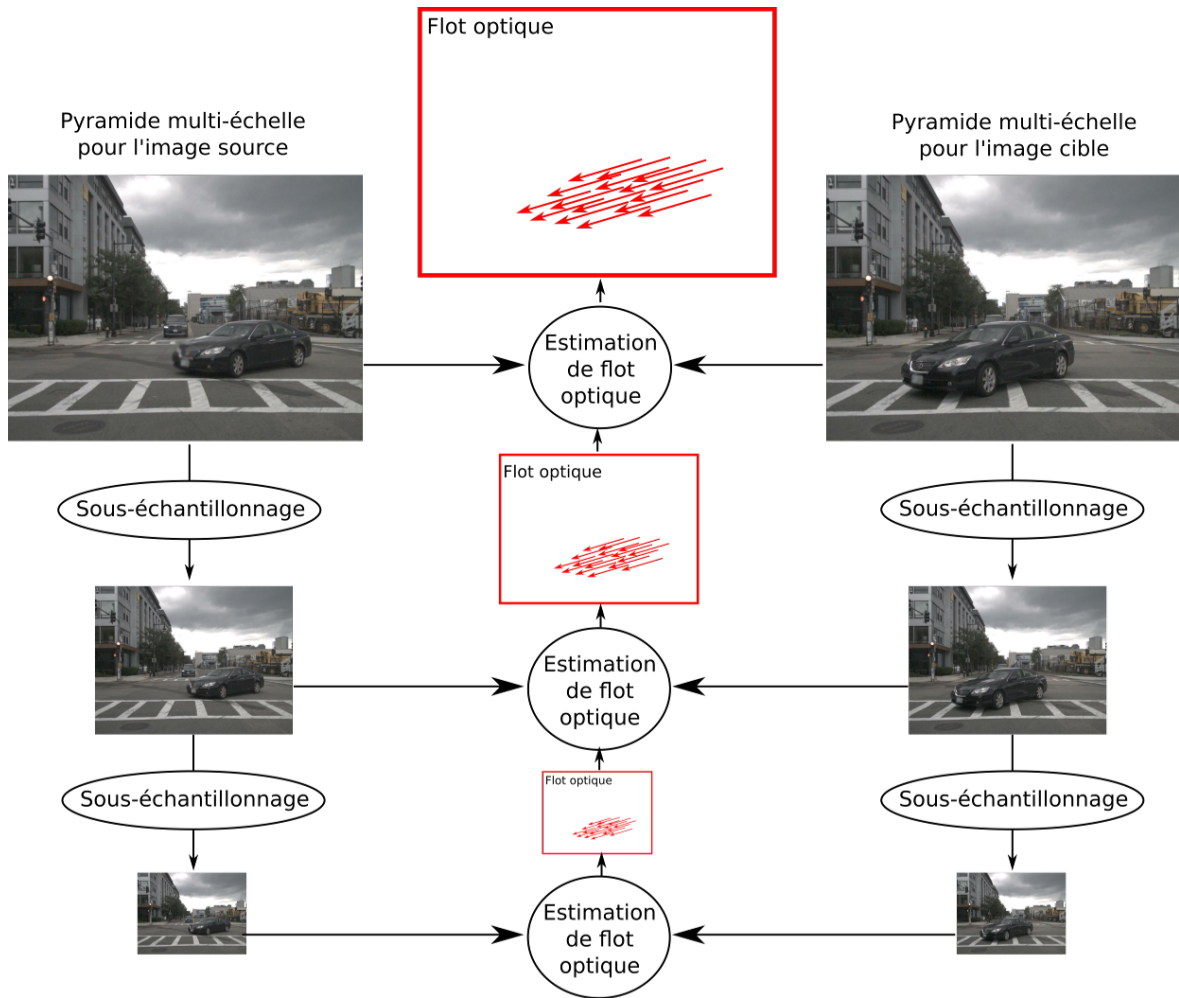 Flot optique
Pyramide multi-échelle
pour l'image source
Pyramide multi-échelle
pour l'image cible
Estimation
de flot
optique
Flot optique
Sous-échantillonnage
Sous-échantillonnage
Estimation
de flot
optique
Flot optique
Sous-échantillonnage
Sous-échantillonnage
Estimation
de flot
optique